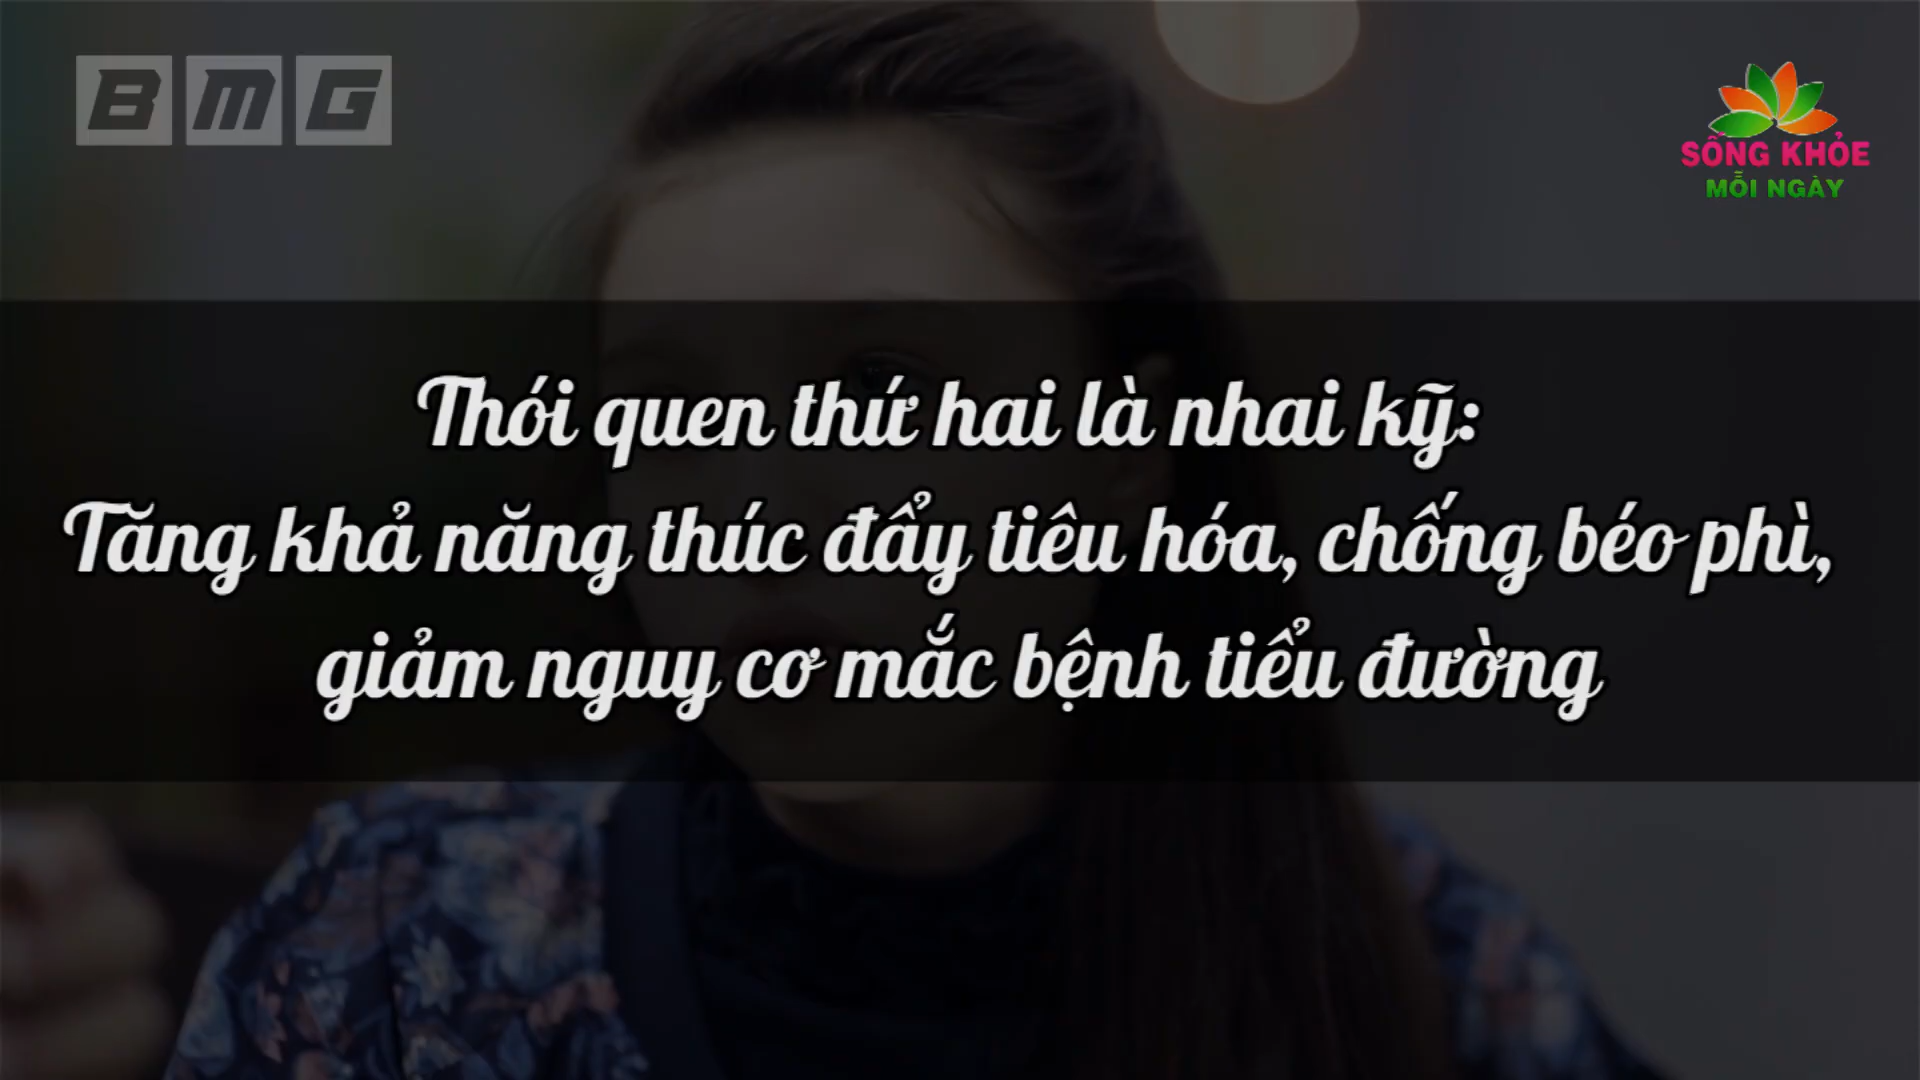 BMG
SỐNG KHỎE
MỖI NGÀY
Thói quen thứ hai là nhai kỹ:
Tăng khả năng thúc đẩy tiêu hóa, chống béo phì,
giảm nguy cơ mắc bệnh tiểu đường